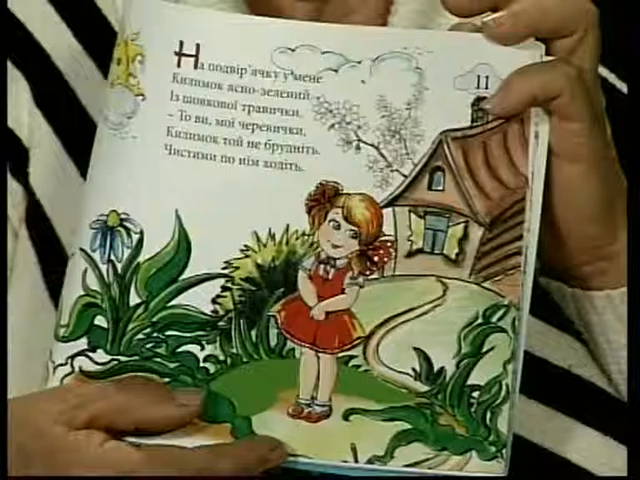 11
На подвір'ячку у мене
Килимок ясно-зелений
Із шовкової травички.
- То ви, мої черевички,
Килимок той не брудніть.
Чистими по нім ходіть.